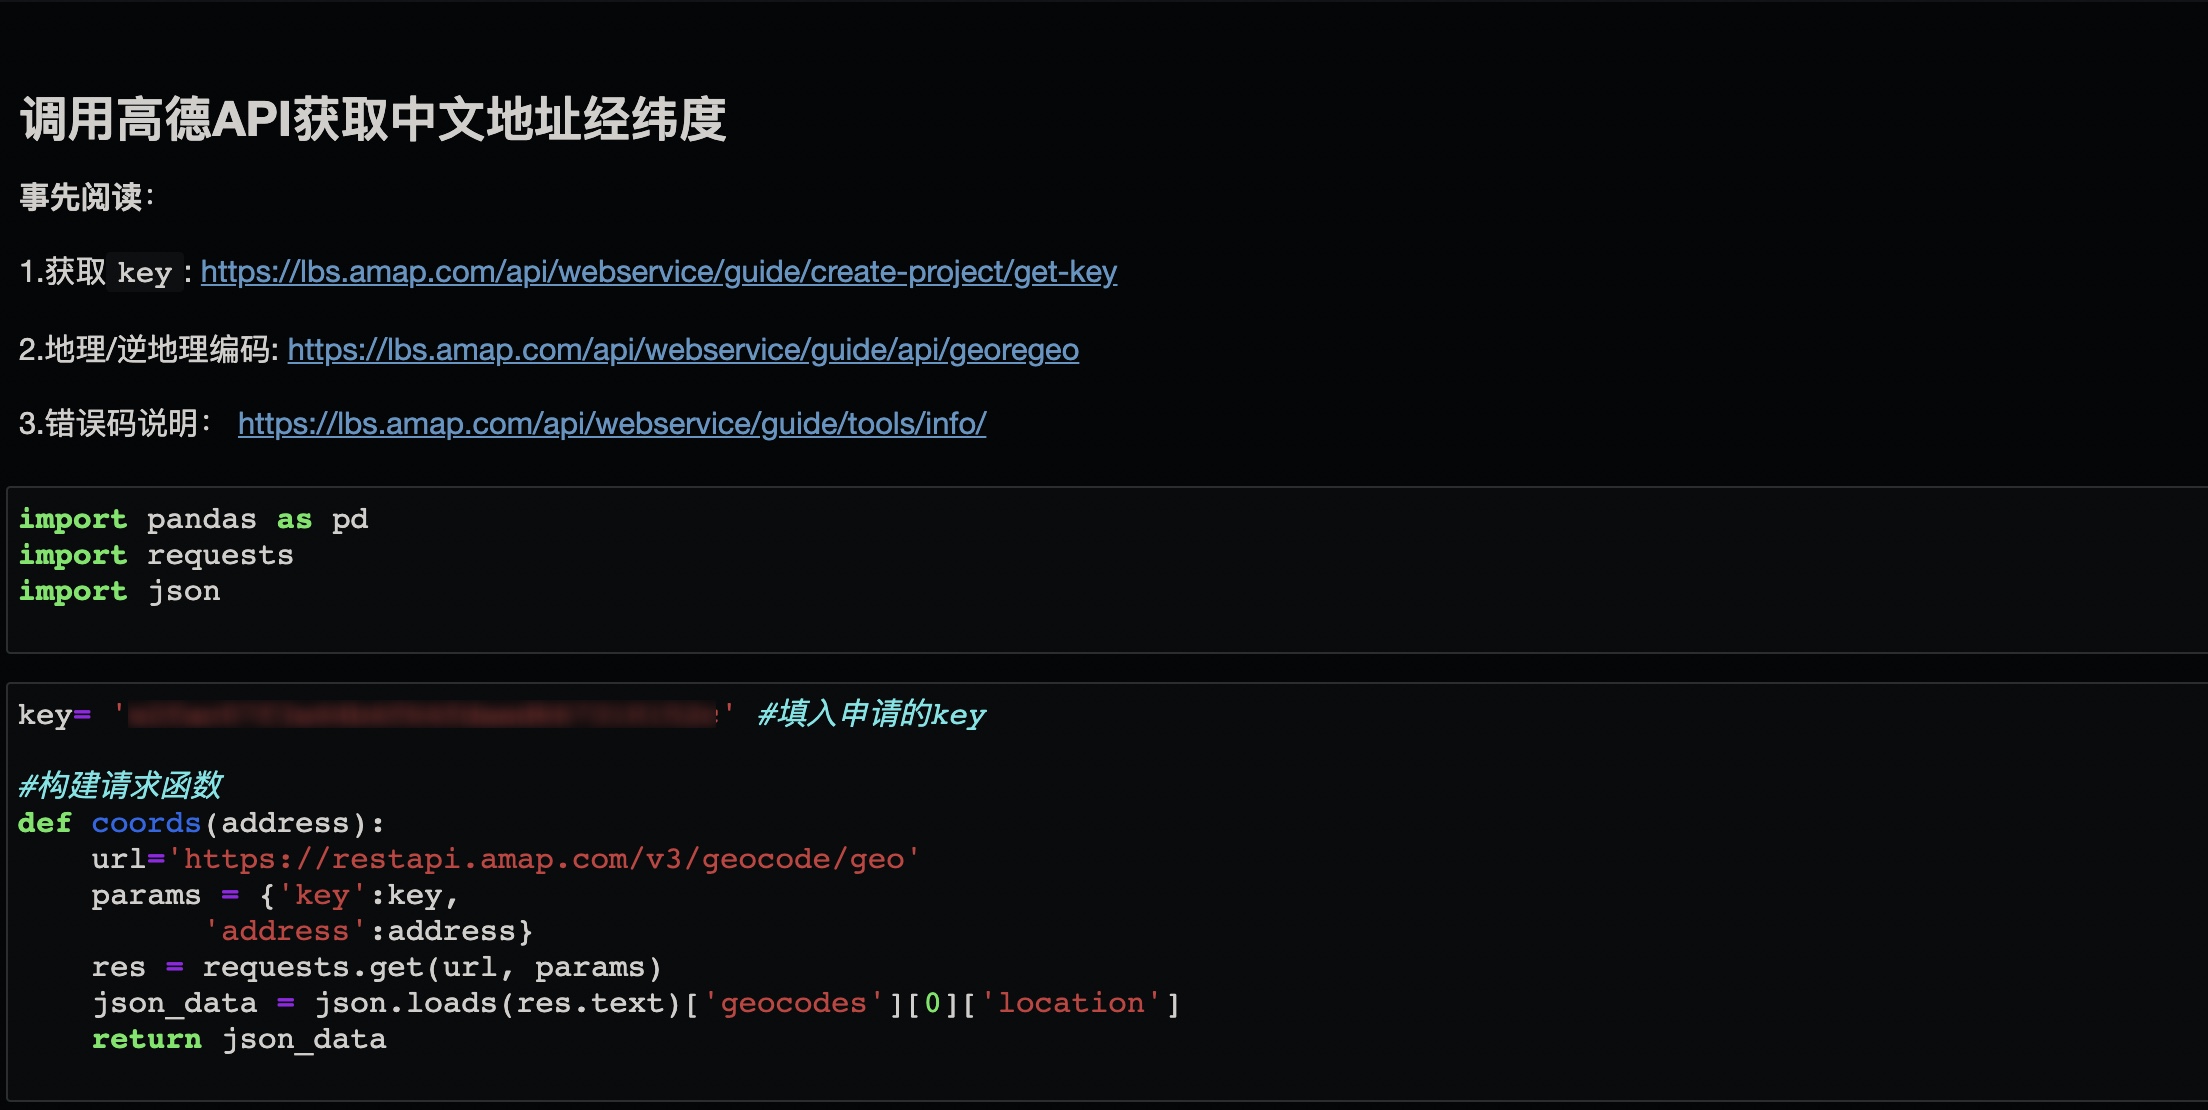 调用高德API获取中文地址经纬度
事先阅读：
1.获取 key : https://lbs.amap.com/api/webservice/guide/create-project/get-key
2.地理/逆地理编码: https://lbs.amap.com/api/webservice/guide/api/georegeo
3.错误码说明： https://lbs.amap.com/api/webservice/guide/tools/info/
import pandas as pd
import requests
import json
key= '' #填入申请的key
#构建请求函数
def coords(address):
    url='https://restapi.amap.com/v3/geocode/geo'
    params = {'key':key,
          'address':address}
    res = requests.get(url, params)
    json_data = json.loads(res.text)['geocodes'][0]['location']
    return json_data